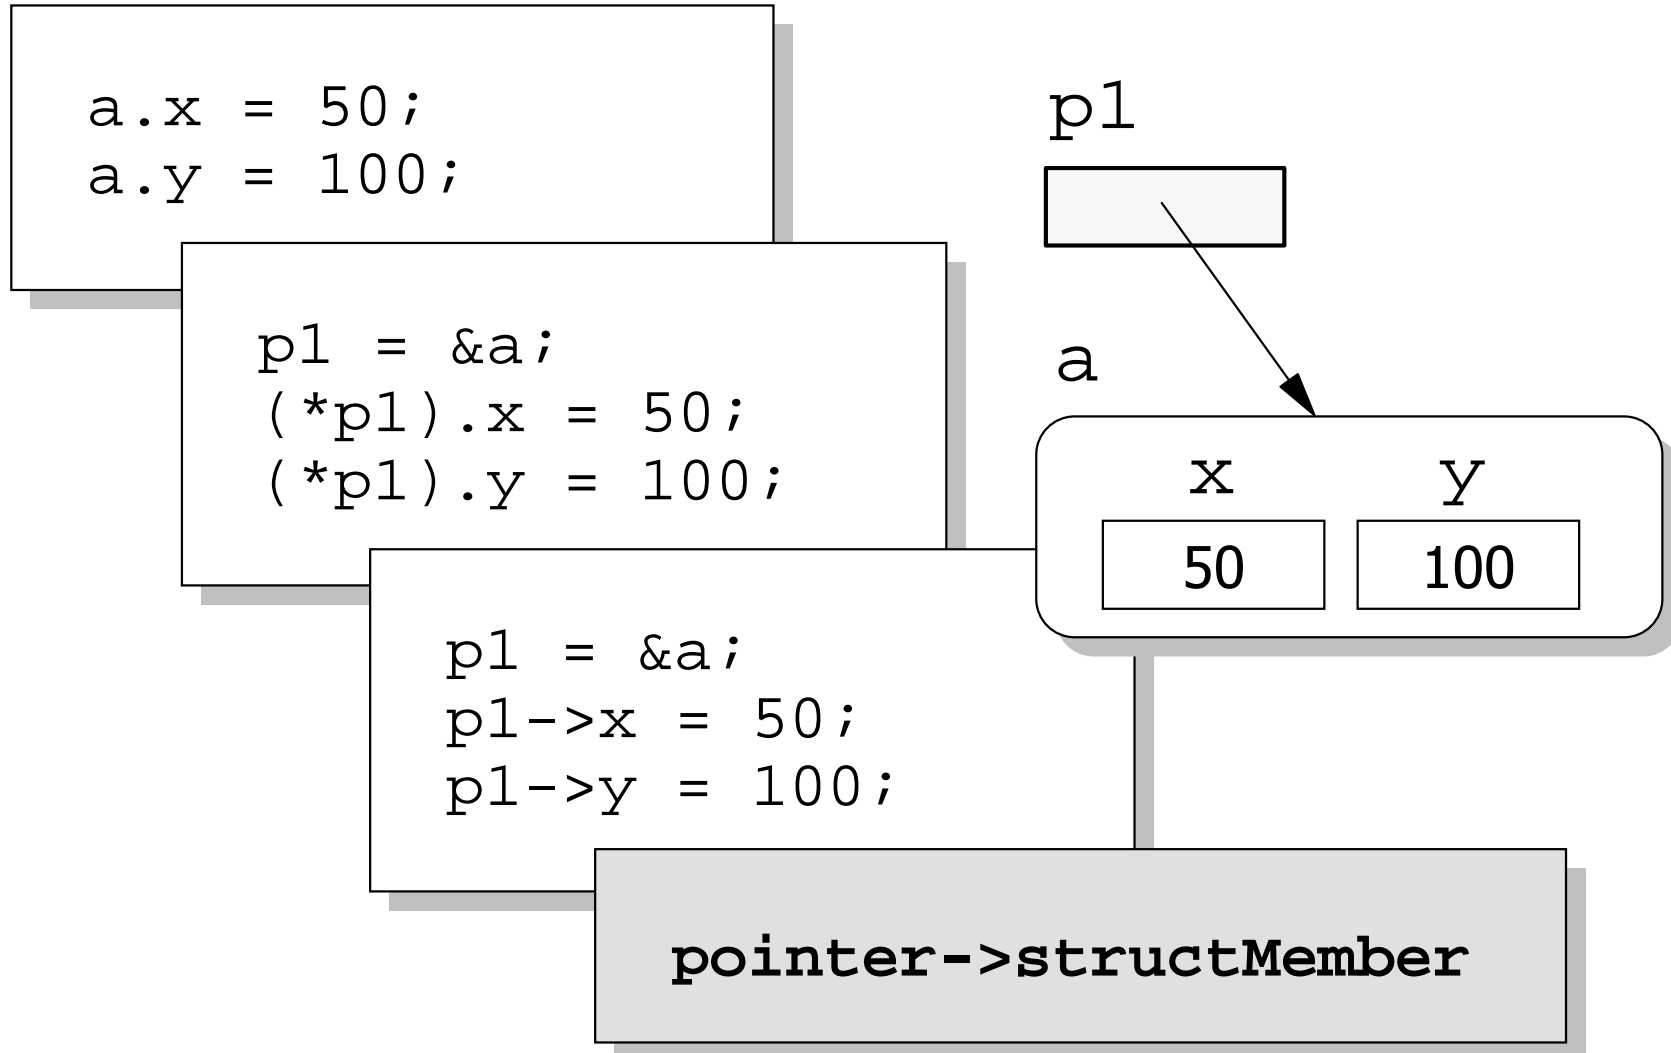 a.x = 50;
a.y = 100;
p1 = &a;
(*p1).x = 50;
(*p1).y = 100;
p1 = &a;
p1->x = 50;
p1->y = 100;
pointer->structMember
p1
a
x y
50 100